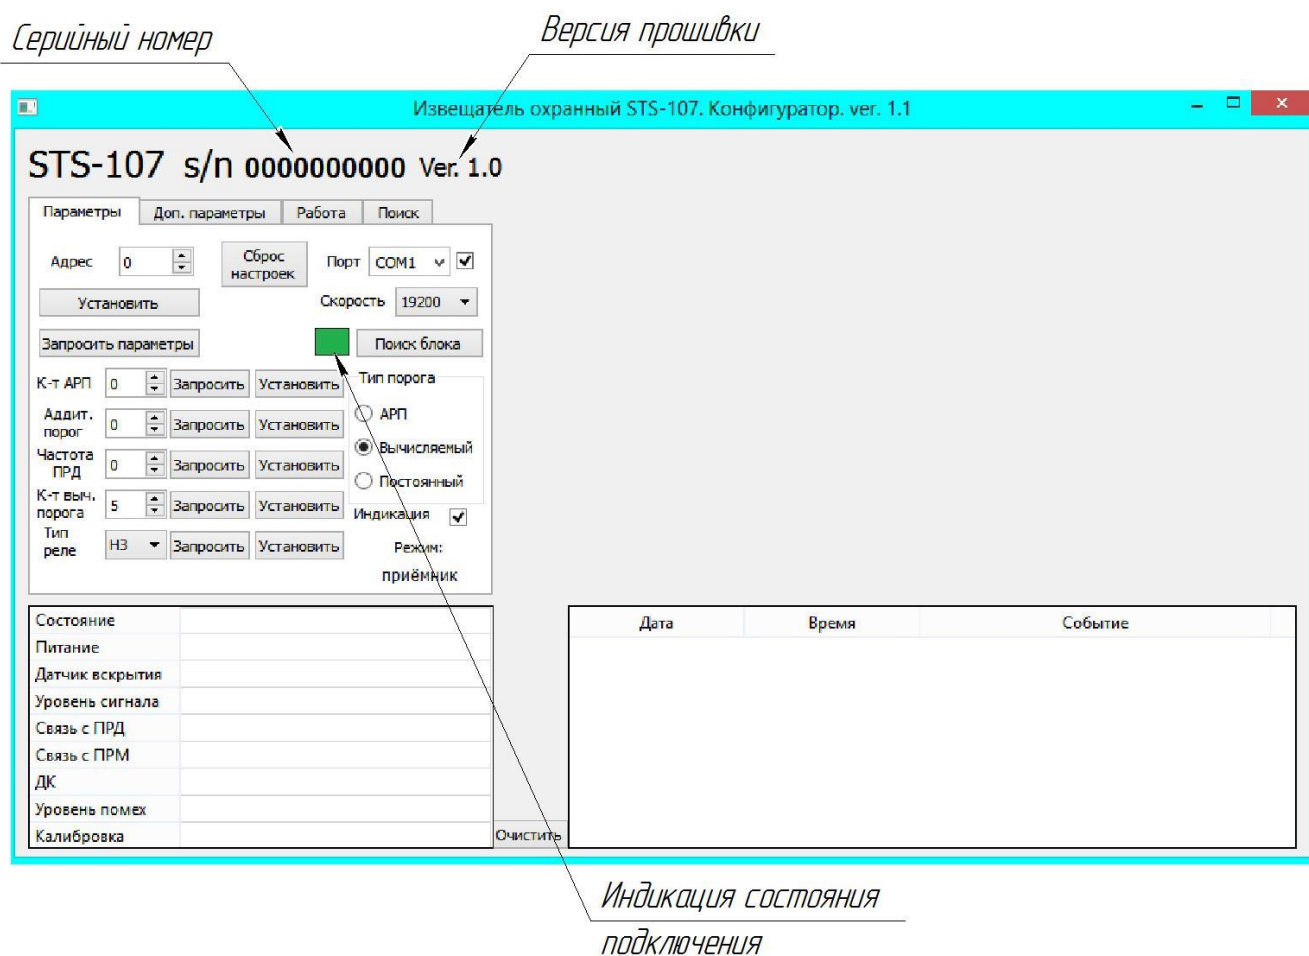 Серийный номер
Версия прошивки
Извещатель охранный STS-107. Конфигуратор. ver. 1.1
STS-107 s/n 0000000000 Ver. 1.0
Параметры Доп. параметры Работа Поиск
Адрес 0 Сброс настроек Порт COM1
Установить Скорость 19200
Запросить параметры Поиск блока
К-т АРП 0 Запросить Установить Тип порога
Аддит. порог 0 Запросить Установить АРП
Частота ПРД 0 Запросить Установить Вычисляемый
Постоянный
К-т выч. порога 5 Запросить Установить Индикация
Тип реле НЗ Запросить Установить Режим:
приёмник
Состояние
Питание
Датчик вскрытия
Уровень сигнала
Связь с ПРД
Связь с ПРМ
ДК
Уровень помех
Калибровка
Очистить
Дата Время Событие
Индикация состояния
подключения